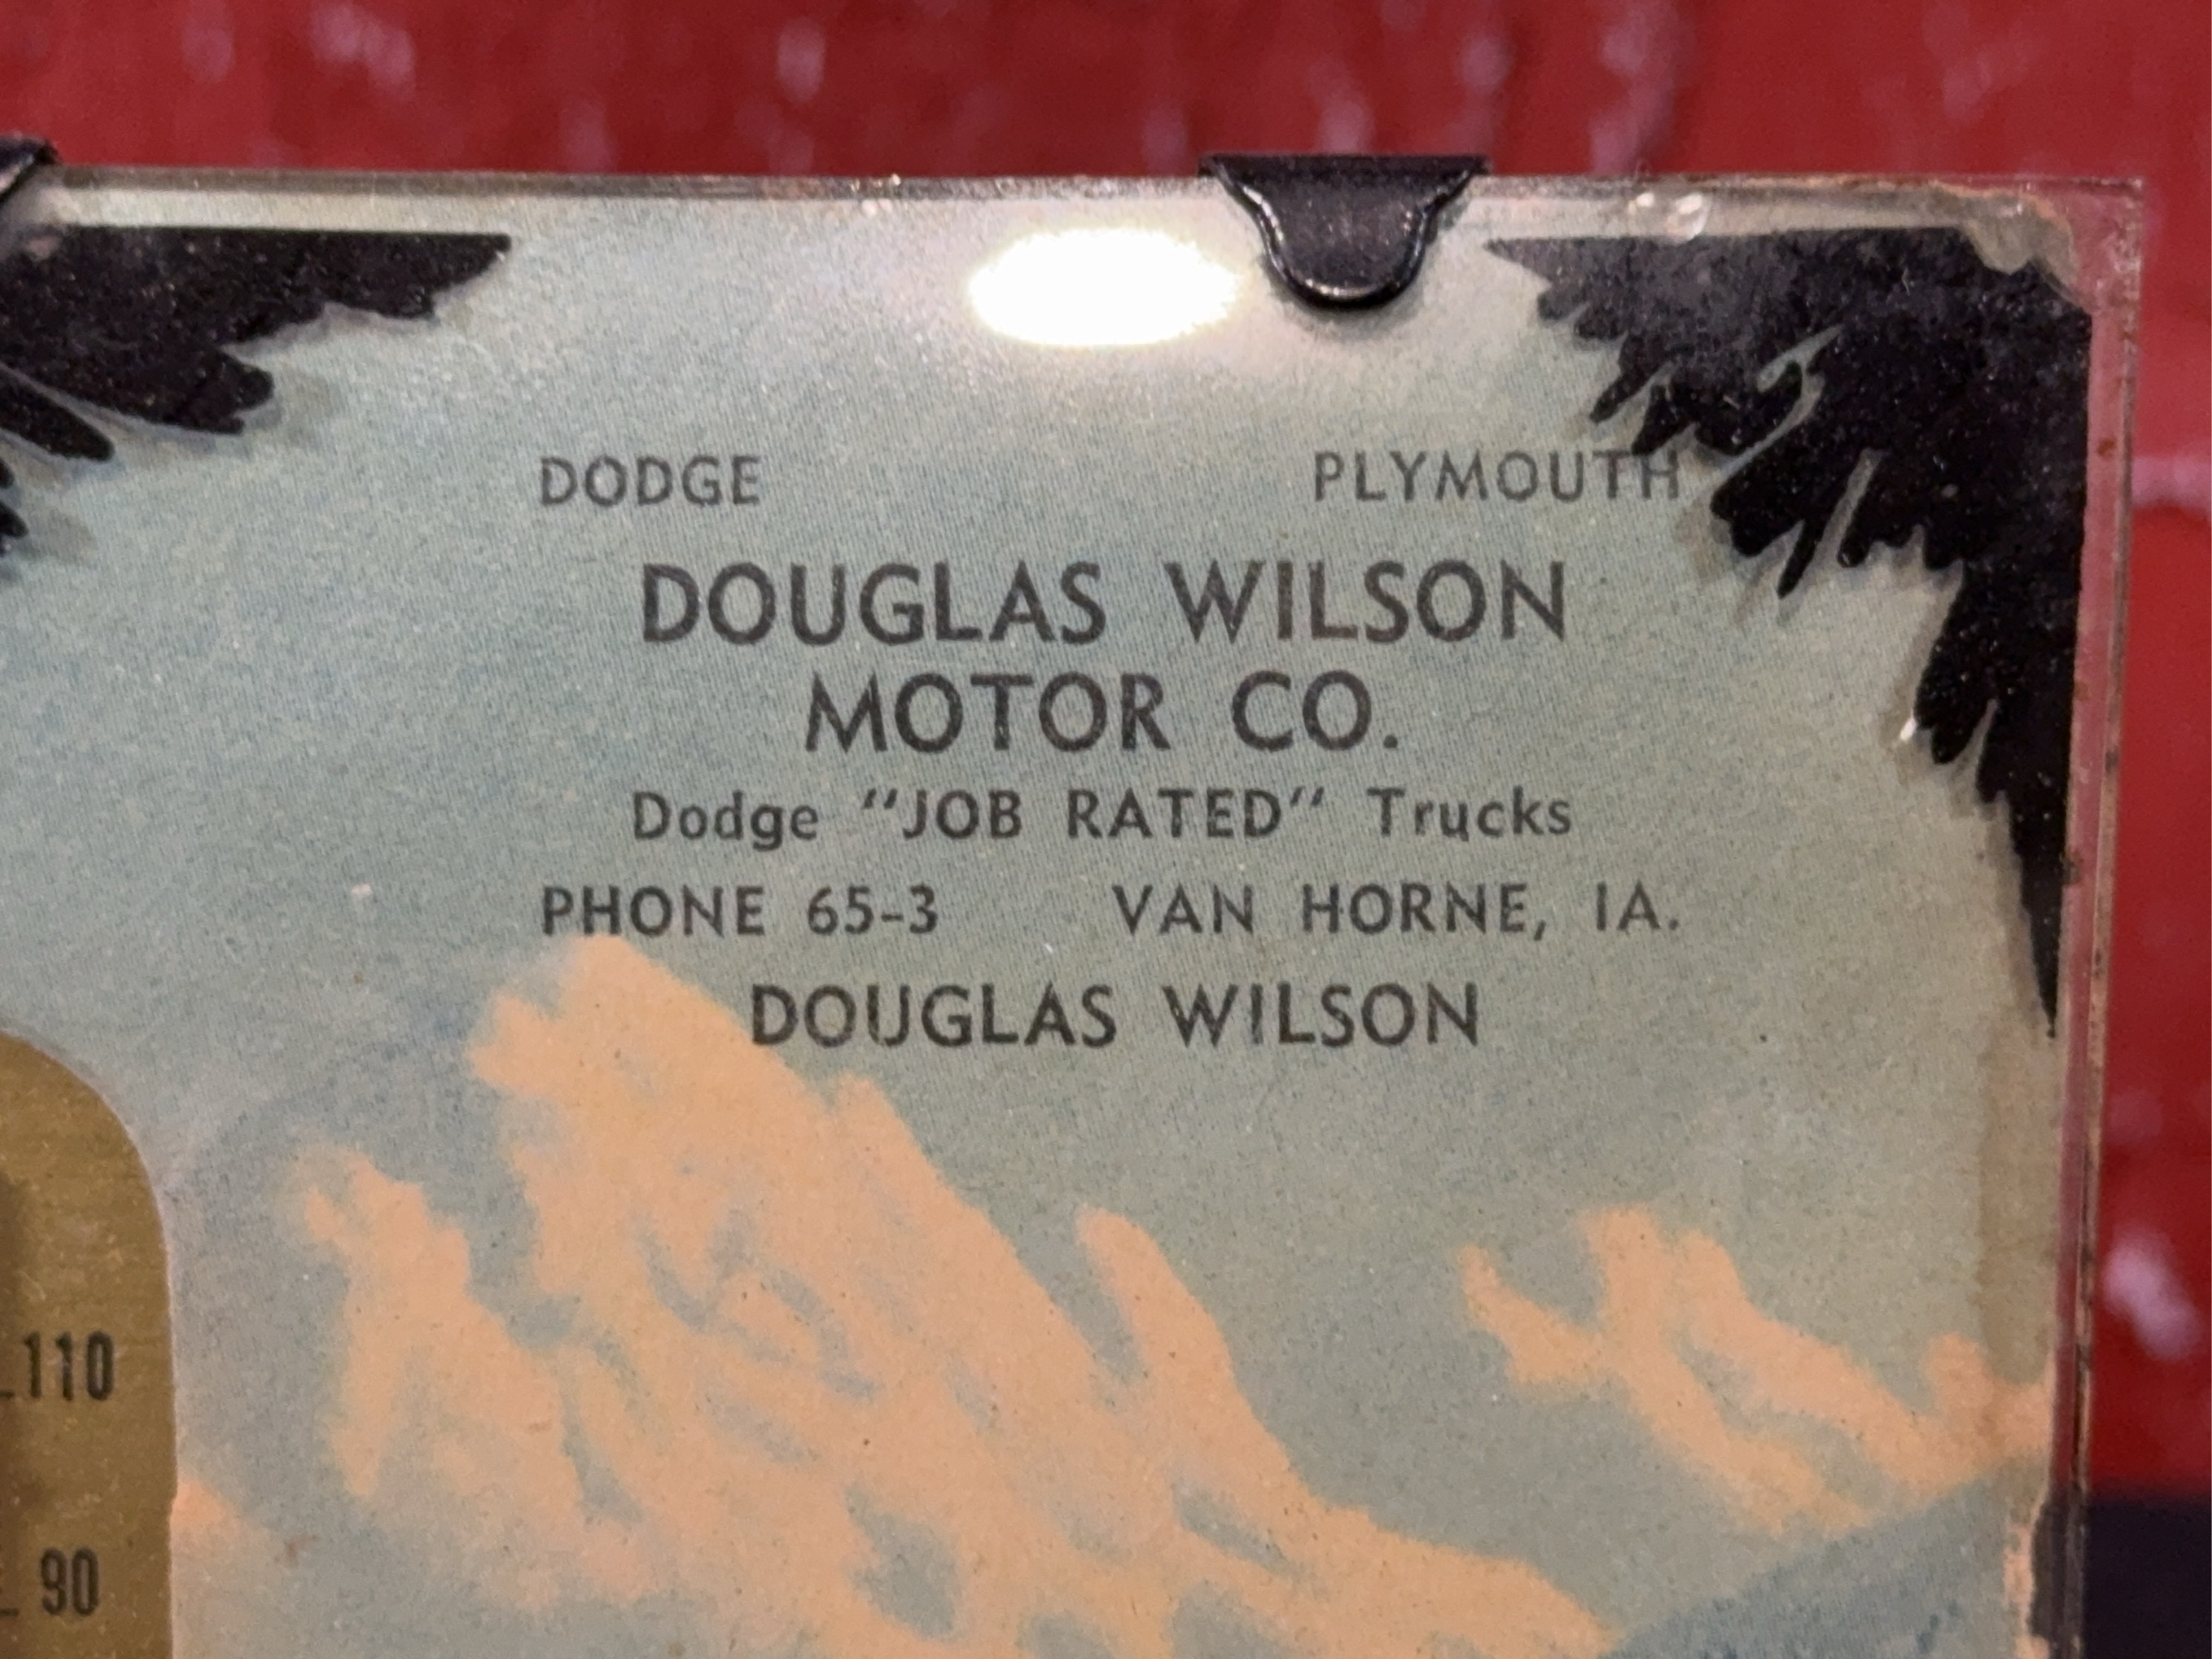 DODGE PLYMOUTH
DOUGLAS WILSON
MOTOR CO.
Dodge "JOB RATED" Trucks
PHONE 65-3 VAN HORNE, IA.
DOUGLAS WILSON
110
90